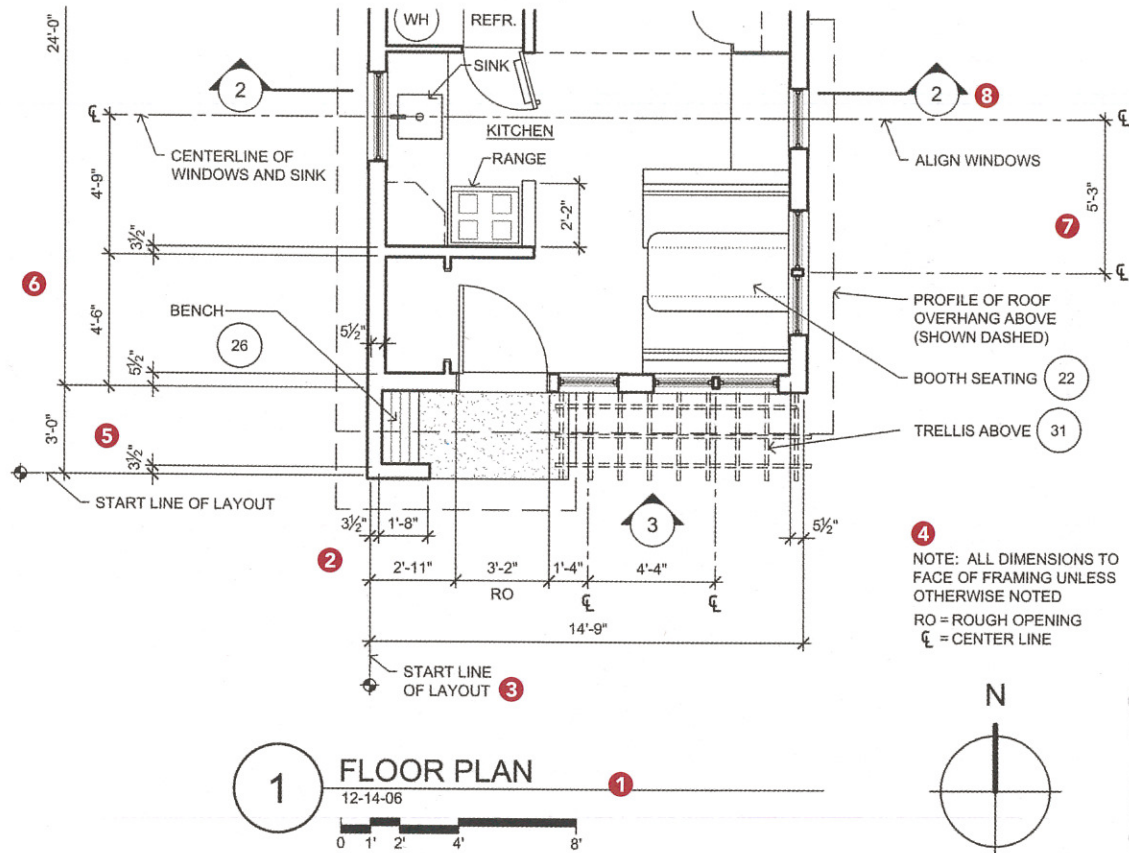 24'-0"
WH
REFR.
SINK
2
2
8
℄
℄
KITCHEN
RANGE
CENTERLINE OF
WINDOWS AND SINK
ALIGN WINDOWS
4'-9"
2'-2"
5'-3"
7
3½"
℄
6
4'-6"
BENCH
26
5½"
PROFILE OF ROOF
OVERHANG ABOVE
(SHOWN DASHED)
5½"
BOOTH SEATING 22
3'-0"
5
TRELLIS ABOVE 31
3½"
START LINE OF LAYOUT
3½"
1'-8"
3
5½"
2
4
2'-11"
3'-2"
1'-4"
4'-4"
RO
℄
℄
NOTE: ALL DIMENSIONS TO
FACE OF FRAMING UNLESS
OTHERWISE NOTED
RO = ROUGH OPENING
℄ = CENTER LINE
14'-9"
START LINE
OF LAYOUT 3
N
1
FLOOR PLAN
1
12-14-06
0 1' 2' 4' 8'